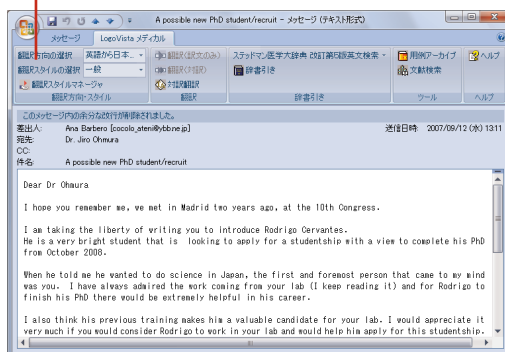 A possible new PhD student/recruit - メッセージ (テキスト形式)
メッセージ LogoVista メディカル
翻訳方向の選択 英語から日本... 翻訳(訳文のみ) ステッドマン医学大辞典 改訂第6版英文検索 用例アーカイブ ヘルプ
翻訳スタイルの選択 一般 翻訳(対訳) 辞書引き 文献検索
翻訳スタイルマネージャ 対訳翻訳
翻訳方向・スタイル 翻訳 辞書引き ツール ヘルプ
このメッセージ内の余分な改行が削除されました。
差出人: Ana Barbero [cocolo_ateni@ybb.ne.jp] 送信日時: 2007/09/12 (水) 13:11
宛先: Dr. Jiro Ohmura
CC:
件名: A possible new PhD student/recruit
Dear Dr Ohmura
I hope you remember me, we met in Madrid two years ago, at the 10th Congress.
I am taking the liberty of writing you to introduce Rodrigo Cervantes.
He is a very bright student that is looking to apply for a studentship with a view to complete his PhD
from October 2008.
When he told me he wanted to do science in Japan, the first and foremost person that came to my mind
was you. I have always admired the work coming from your lab (I keep reading it) and for Rodrigo to
finish his PhD there would be extremely helpful in his career.
I also think his previous training makes him a valuable candidate for your lab. I would appreciate it
very much if you would consider Rodrigo to work in your lab and would help him apply for this studentship.